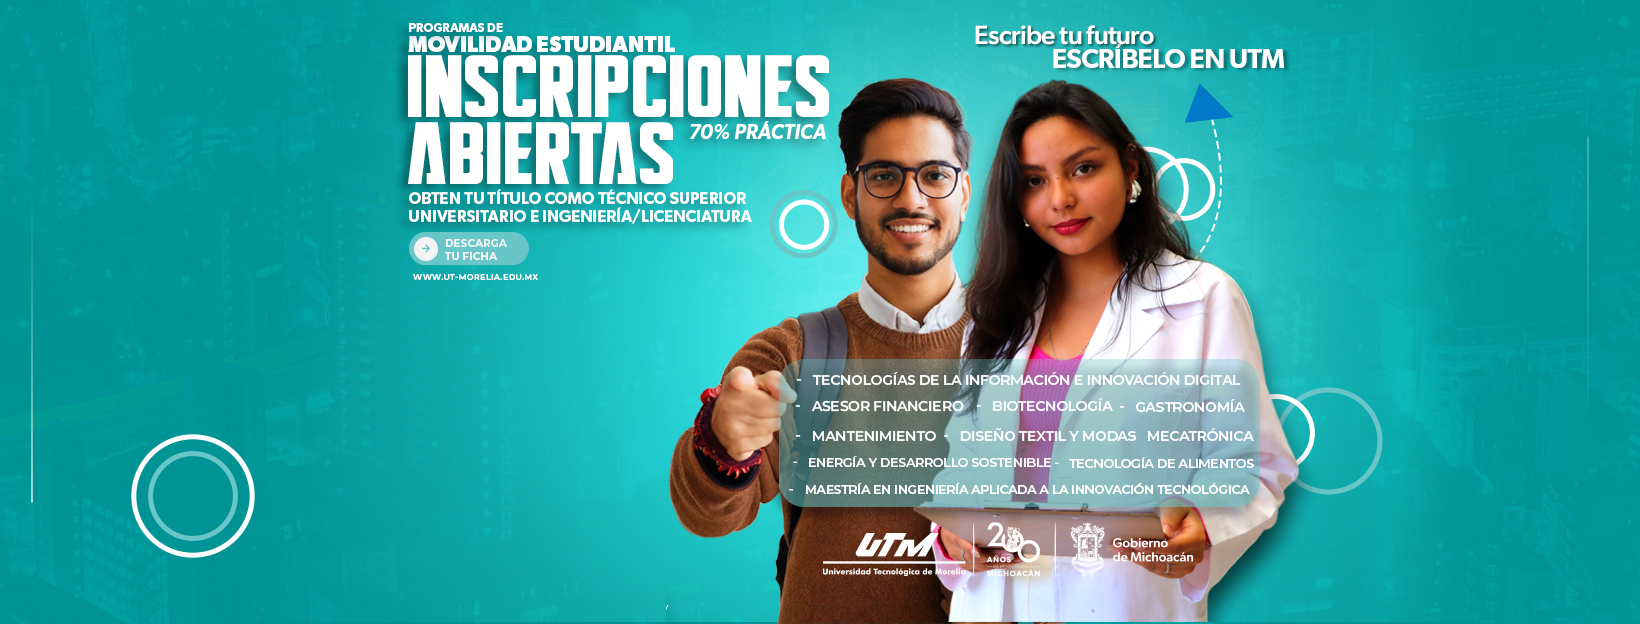 PROGRAMAS DE
MOVILIDAD ESTUDIANTIL
INSCRIPCIONES
ABIERTAS
70% PRÁCTICA
OBTEN TU TÍTULO COMO TÉCNICO SUPERIOR
UNIVERSITARIO E INGENIERÍA/LICENCIATURA
DESCARGA
TU FICHA
WWW.UT-MORELIA.EDU.MX
Escribe tu futuro
ESCRÍBELO EN UTM
- TECNOLOGÍAS DE LA INFORMACIÓN E INNOVACIÓN DIGITAL
- ASESOR FINANCIERO - BIOTECNOLOGÍA - GASTRONOMÍA
- MANTENIMIENTO - DISEÑO TEXTIL Y MODAS MECATRÓNICA
- ENERGÍA Y DESARROLLO SOSTENIBLE - TECNOLOGÍA DE ALIMENTOS
- MAESTRÍA EN INGENIERÍA APLICADA A LA INNOVACIÓN TECNOLÓGICA
UTM
Universidad Tecnológica de Morelia
200
AÑOS
MICHOACÁN
Gobierno
de Michoacán